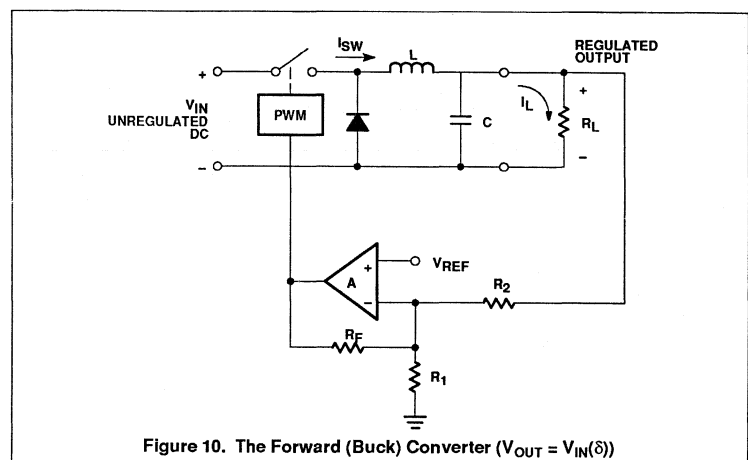 I_SW
L
REGULATED
OUTPUT
+
V_IN
UNREGULATED
DC
PWM
C
I_L
+
R_L
−
−
A
+
−
V_REF
R_2
R_F
R_1
Figure 10. The Forward (Buck) Converter (V_OUT = V_IN(δ))